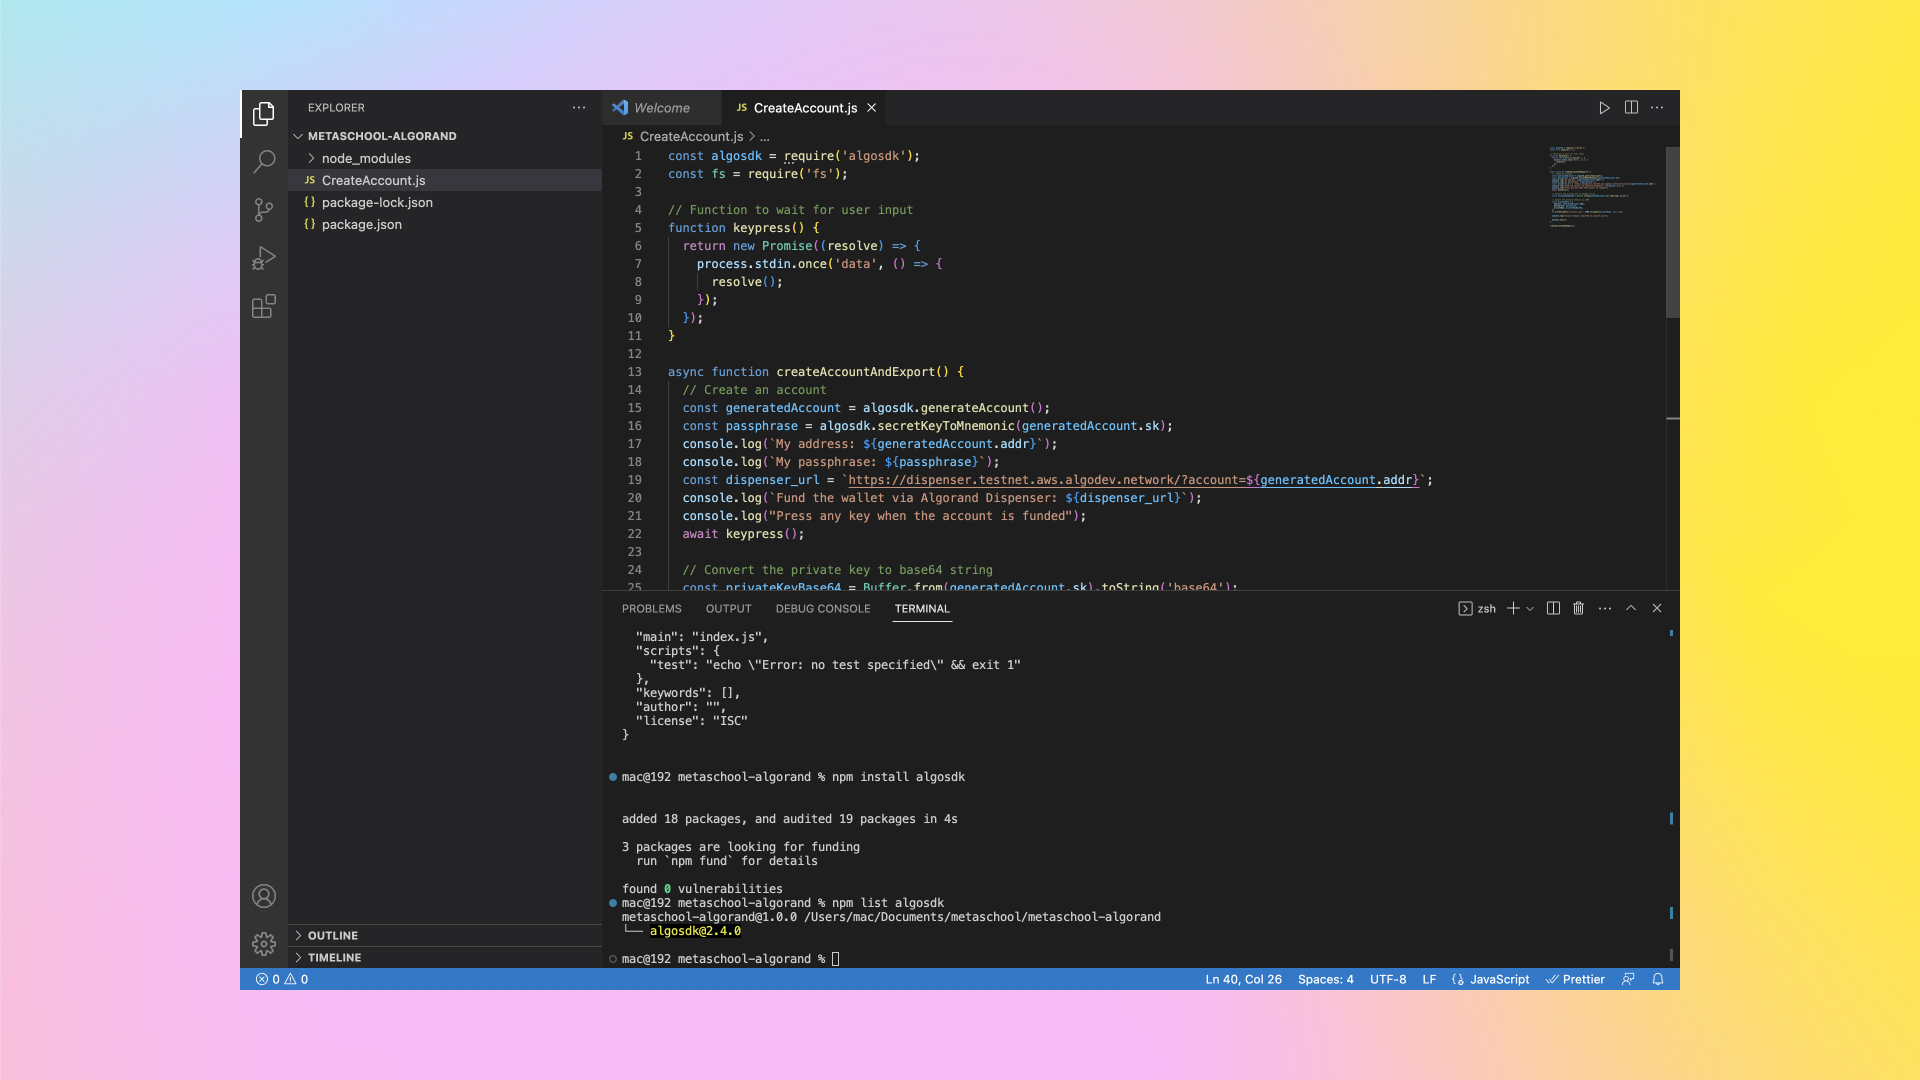 EXPLORER
METASCHOOL-ALGORAND
node_modules
JS CreateAccount.js
{} package-lock.json
{} package.json
OUTLINE
TIMELINE
Welcome
JS CreateAccount.js
JS CreateAccount.js > ...
1 const algosdk = require('algosdk');
2 const fs = require('fs');
3
4 // Function to wait for user input
5 function keypress() {
6 return new Promise((resolve) => {
7 process.stdin.once('data', () => {
8 resolve();
9 });
10 });
11 }
12
13 async function createAccountAndExport() {
14 // Create an account
15 const generatedAccount = algosdk.generateAccount();
16 const passphrase = algosdk.secretKeyToMnemonic(generatedAccount.sk);
17 console.log(`My address: ${generatedAccount.addr}`);
18 console.log(`My passphrase: ${passphrase}`);
19 const dispenser_url = `https://dispenser.testnet.aws.algodev.network/?account=${generatedAccount.addr}`;
20 console.log(`Fund the wallet via Algorand Dispenser: ${dispenser_url}`);
21 console.log("Press any key when the account is funded");
22 await keypress();
23
24 // Convert the private key to base64 string
25 const privateKeyBase64 = Buffer.from(generatedAccount.sk).toString('base64');
PROBLEMS OUTPUT DEBUG CONSOLE TERMINAL
zsh
"main": "index.js",
"scripts": {
"test": "echo \"Error: no test specified\" && exit 1"
},
"keywords": [],
"author": "",
"license": "ISC"
}
mac@192 metaschool-algorand % npm install algosdk
added 18 packages, and audited 19 packages in 4s
3 packages are looking for funding
run `npm fund` for details
found 0 vulnerabilities
mac@192 metaschool-algorand % npm list algosdk
metaschool-algorand@1.0.0 /Users/mac/Documents/metaschool/metaschool-algorand
└── algosdk@2.4.0
mac@192 metaschool-algorand %
0 0
Ln 40, Col 26 Spaces: 4 UTF-8 LF {} JavaScript Prettier